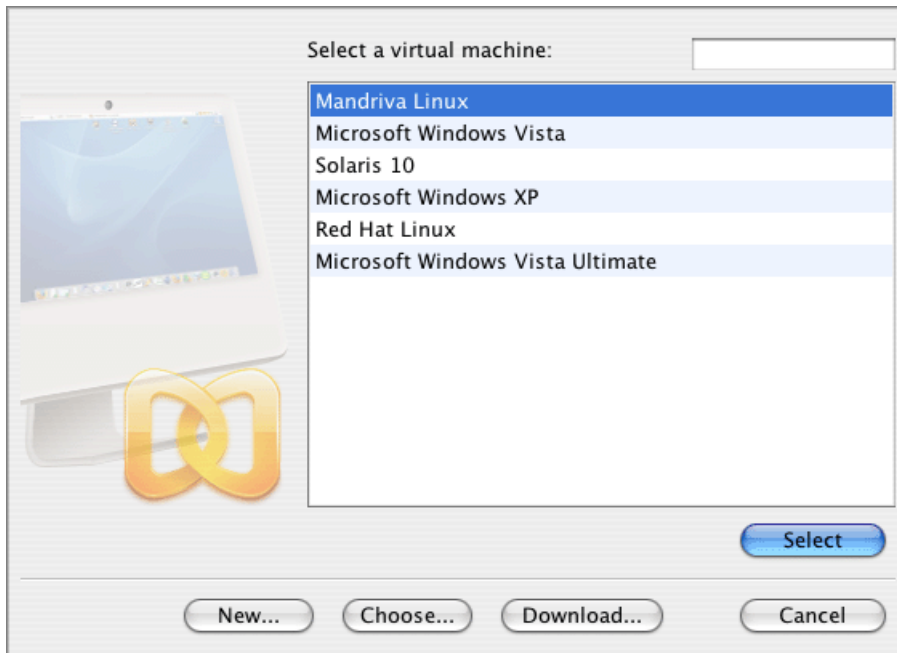 Select a virtual machine:
Mandriva Linux
Microsoft Windows Vista
Solaris 10
Microsoft Windows XP
Red Hat Linux
Microsoft Windows Vista Ultimate
Select
New...
Choose...
Download...
Cancel